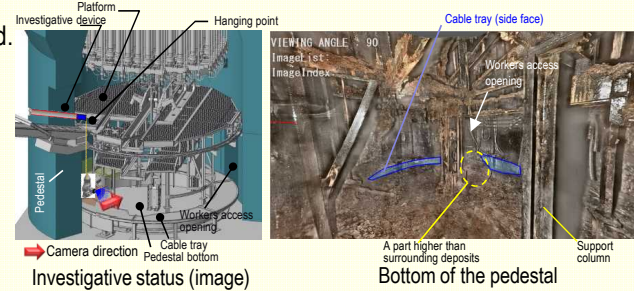 d.
Platform
Investigative device
Hanging point
Pedestal
Workers access
opening
Cable tray
Pedestal bottom
Camera direction
Investigative status (image)
Cable tray (side face)
VIEWING ANGLE : 90
ImageList:
ImageIndex:
Workers access
opening
A part higher than
surrounding deposits
Support
column
Bottom of the pedestal